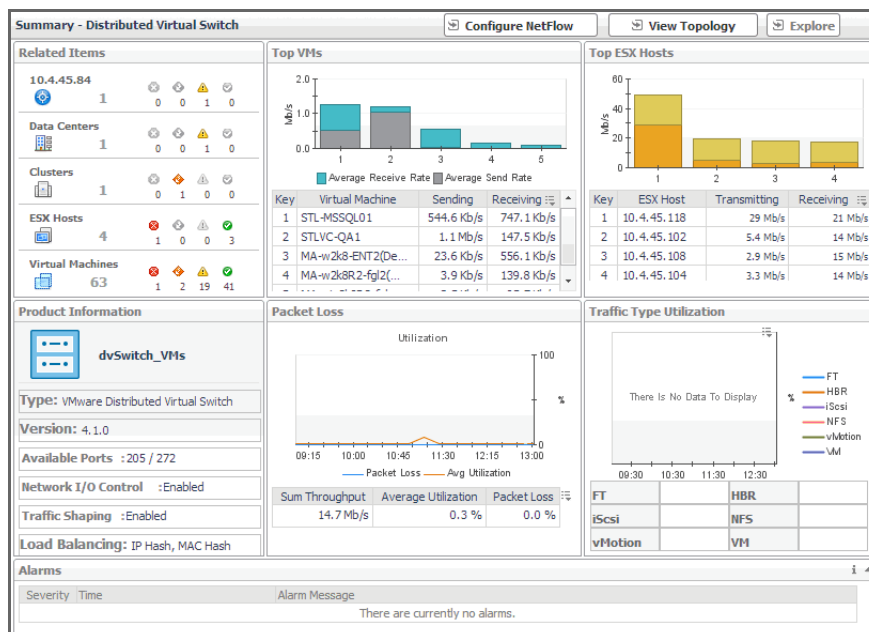 Summary - Distributed Virtual Switch
Configure NetFlow
View Topology
Explore
Related Items
10.4.45.84
1
0 0 1 0
Data Centers
1
0 0 1 0
Clusters
1
0 1 0 0
ESX Hosts
4
1 0 0 3
Virtual Machines
63
1 2 19 41
Top VMs
2.0
1.0
0.0
Mb/s
1 2 3 4 5
Average Receive Rate Average Send Rate
Key Virtual Machine Sending Receiving
1 STL-MSSQL01 544.6 Kb/s 747.1 Kb/s
2 STLVC-QA1 1.1 Mb/s 147.5 Kb/s
3 MA-w2k8-ENT2(De... 23.6 Kb/s 556.1 Kb/s
4 MA-w2k8R2-fgl2(... 3.9 Kb/s 139.8 Kb/s
Top ESX Hosts
60
40
20
0
Mb/s
1 2 3 4
Key ESX Host Transmitting Receiving
1 10.4.45.118 29 Mb/s 21 Mb/s
2 10.4.45.102 5.4 Mb/s 14 Mb/s
3 10.4.45.108 2.9 Mb/s 15 Mb/s
4 10.4.45.104 3.3 Mb/s 14 Mb/s
Product Information
dvSwitch_VMs
Type: VMware Distributed Virtual Switch
Version: 4.1.0
Available Ports :205 / 272
Network I/O Control :Enabled
Traffic Shaping :Enabled
Load Balancing: IP Hash, MAC Hash
Packet Loss
Utilization
100
%
0
09:15 10:00 10:45 11:30 12:15 13:00
Packet Loss Avg Utilization
Sum Throughput Average Utilization Packet Loss
14.7 Mb/s 0.3 % 0.0 %
Traffic Type Utilization
There Is No Data To Display
%
FT
HBR
iScsi
NFS
vMotion
VM
09:30 10:30 11:30 12:30
FT HBR
iScsi NFS
vMotion VM
Alarms
Severity Time Alarm Message
There are currently no alarms.